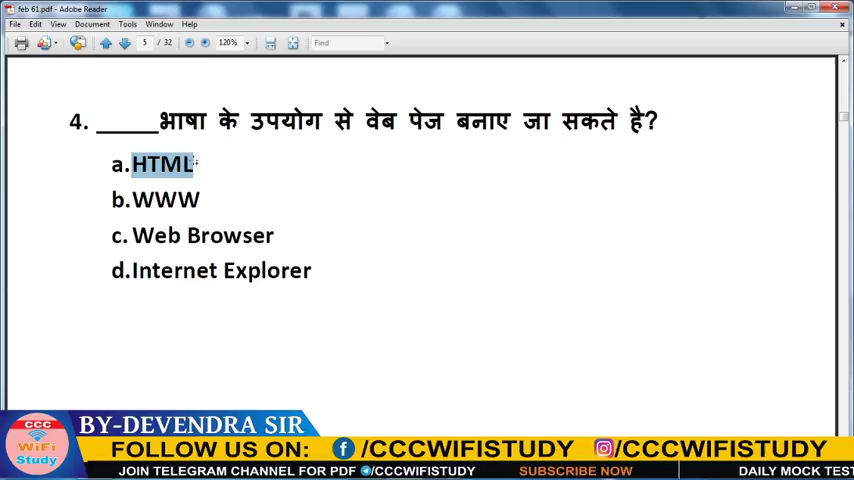 feb 61.pdf - Adobe Reader
File Edit View Document Tools Window Help
5 / 32 120% Find
4. _____भाषा के उपयोग से वेब पेज बनाए जा सकते है?
a.HTML
b.WWW
c. Web Browser
d.Internet Explorer
CCC
WiFi
Study
BY-DEVENDRA SIR
FOLLOW US ON: /CCCWIFISTUDY /CCCWIFISTUDY
JOIN TELEGRAM CHANNEL FOR PDF /CCCWIFISTUDY SUBSCRIBE NOW DAILY MOCK TEST